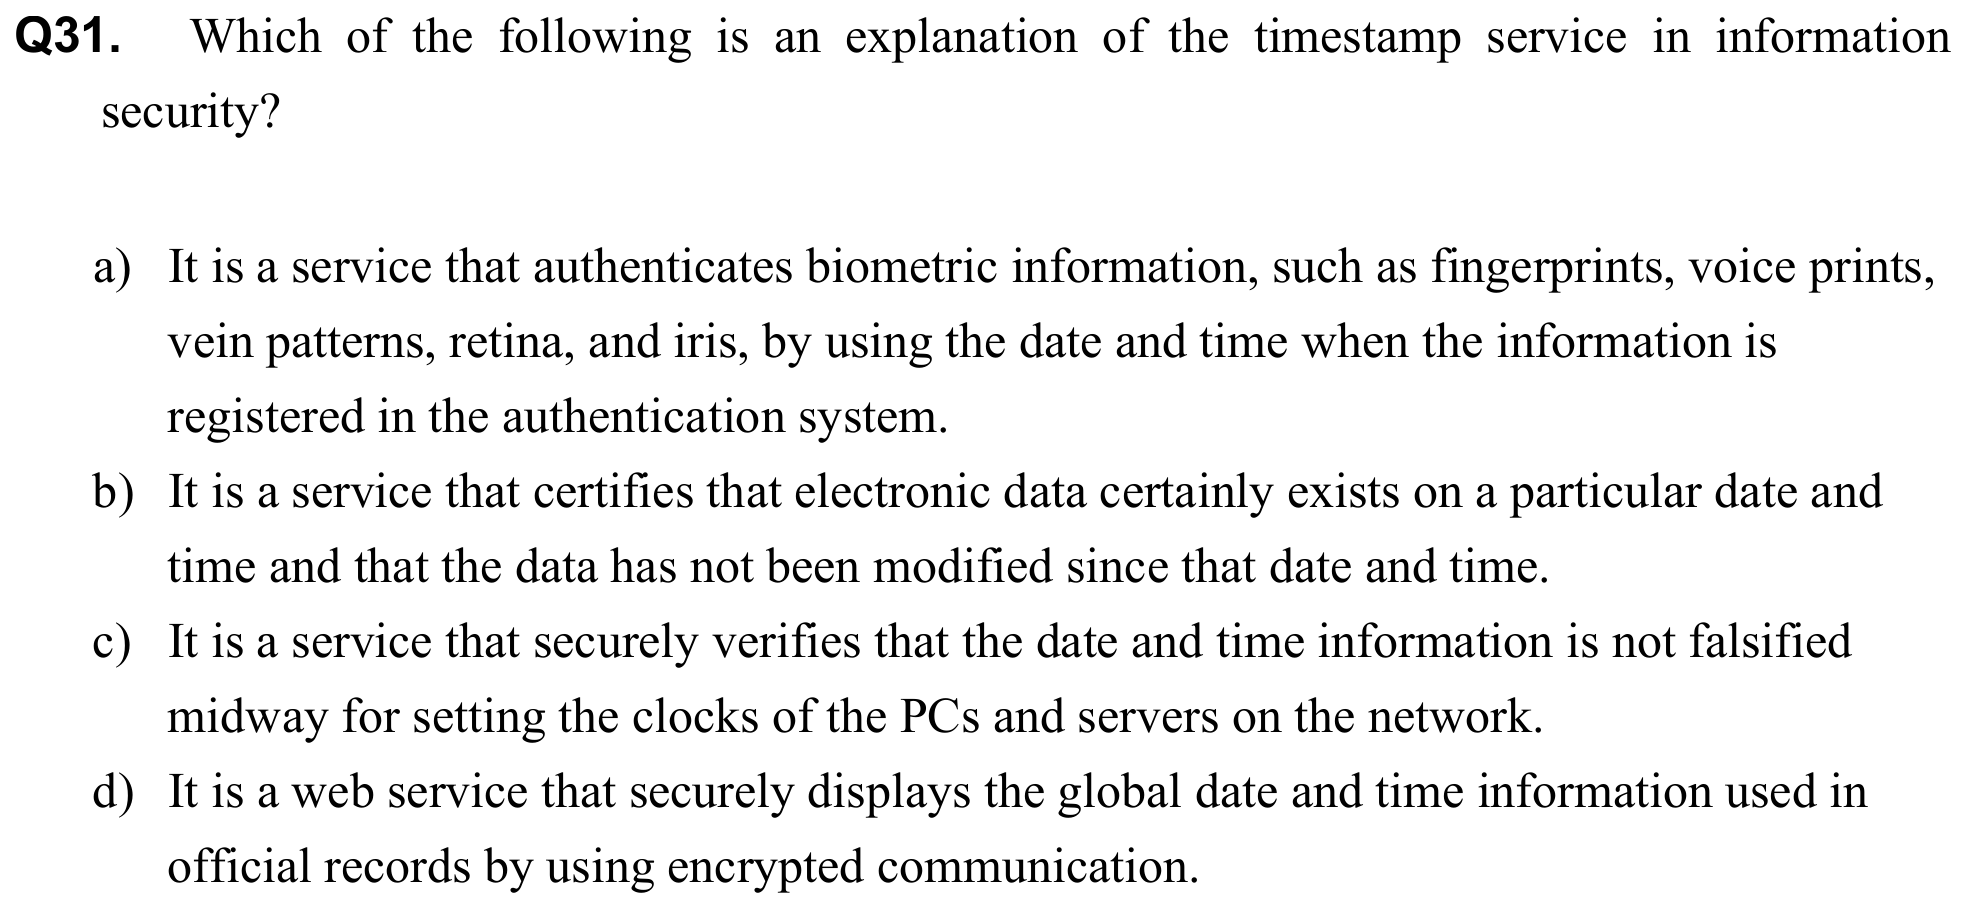 Q31. Which of the following is an explanation of the timestamp service in information
security?
a) It is a service that authenticates biometric information, such as fingerprints, voice prints,
vein patterns, retina, and iris, by using the date and time when the information is
registered in the authentication system.
b) It is a service that certifies that electronic data certainly exists on a particular date and
time and that the data has not been modified since that date and time.
c) It is a service that securely verifies that the date and time information is not falsified
midway for setting the clocks of the PCs and servers on the network.
d) It is a web service that securely displays the global date and time information used in
official records by using encrypted communication.